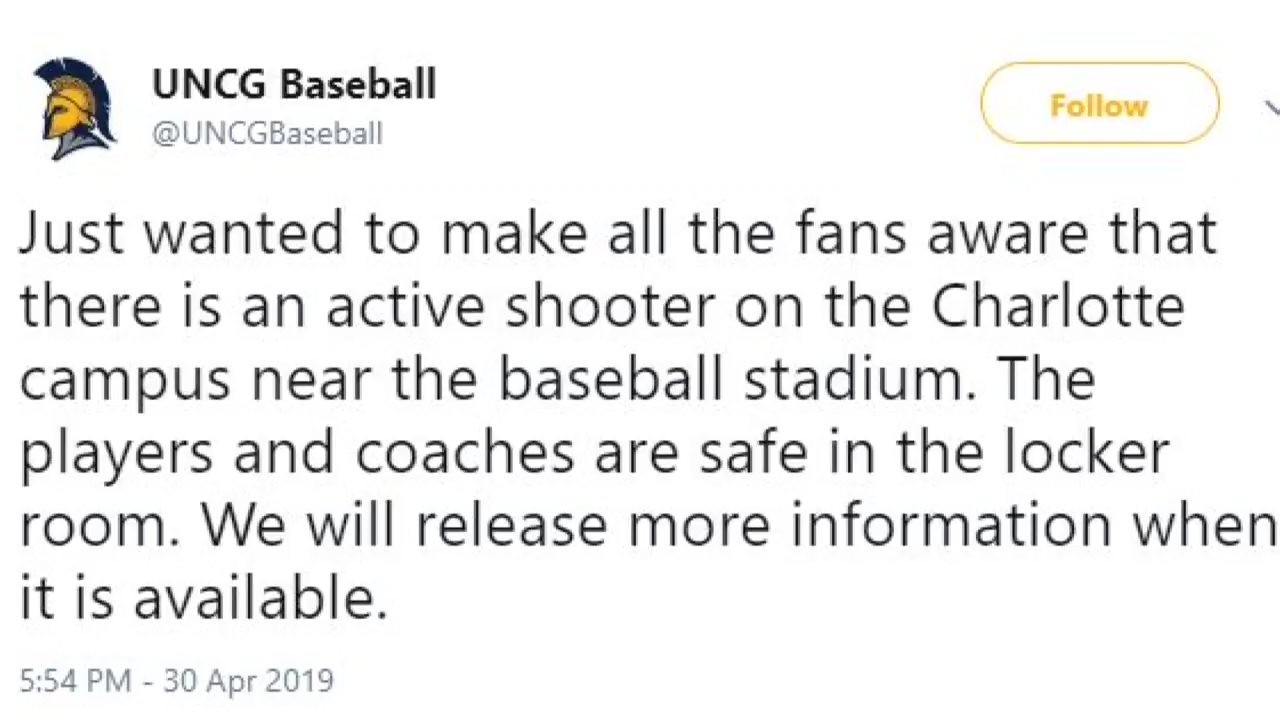 UNCG Baseball
@UNCGBaseball
Follow
Just wanted to make all the fans aware that
there is an active shooter on the Charlotte
campus near the baseball stadium. The
players and coaches are safe in the locker
room. We will release more information when
it is available.
5:54 PM - 30 Apr 2019